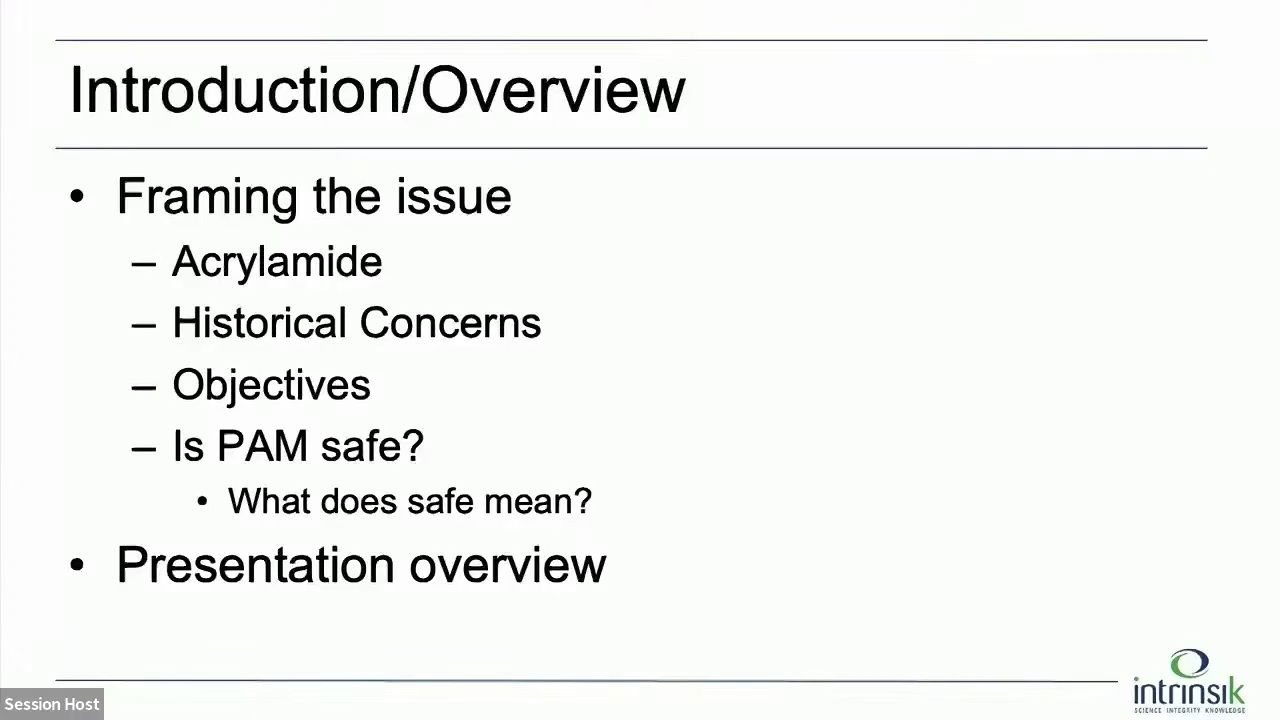 Introduction/Overview
• Framing the issue
– Acrylamide
– Historical Concerns
– Objectives
– Is PAM safe?
• What does safe mean?
• Presentation overview
intrinsik
SCIENCE INTEGRITY KNOWLEDGE
Session Host